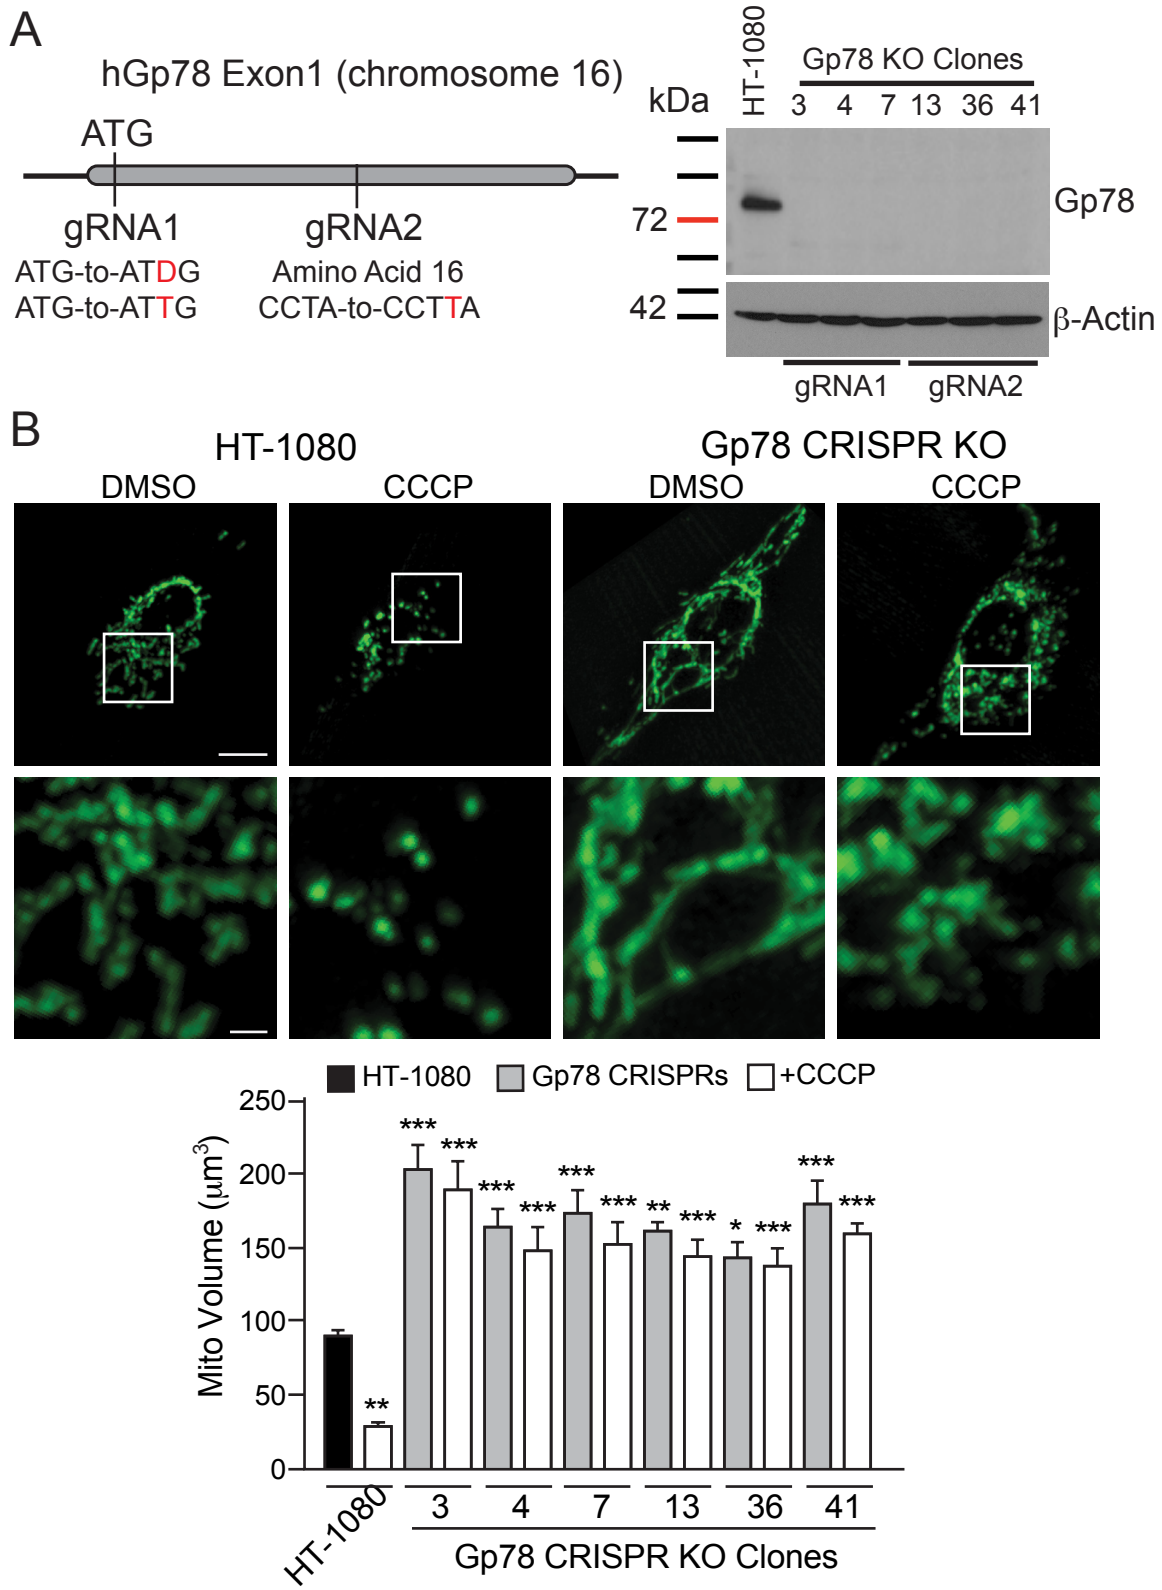 A
hGp78 Exon1 (chromosome 16)
ATG
gRNA1
gRNA2
ATG-to-ATDG
Amino Acid 16
ATG-to-ATTG
CCTA-to-CCTTA
HT-1080
Gp78 KO Clones
kDa
3 4 7 13 36 41
72
Gp78
42
β-Actin
gRNA1
gRNA2
B
HT-1080
Gp78 CRISPR KO
DMSO
CCCP
DMSO
CCCP
HT-1080
Gp78 CRISPRs
+CCCP
Mito Volume (μm³)
250
200
150
100
50
0
**
***
***
***
***
***
***
**
***
*
***
***
***
HT-1080
3
4
7
13
36
41
Gp78 CRISPR KO Clones